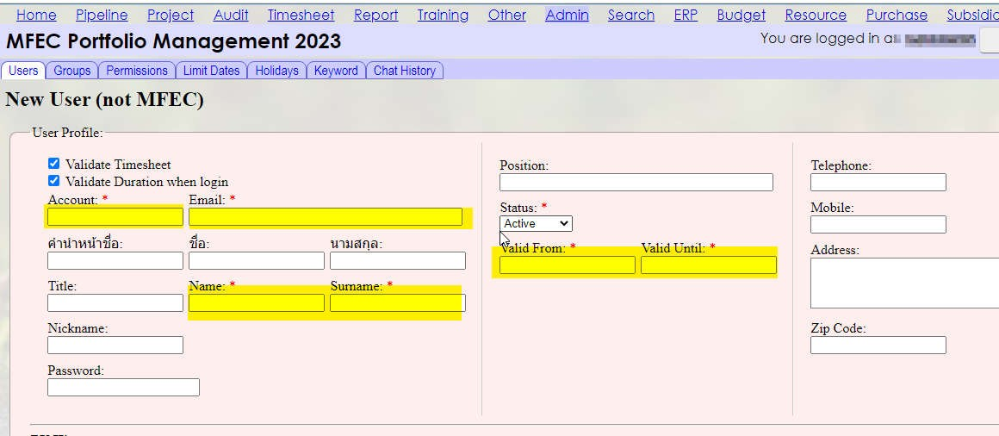 Home Pipeline Project Audit Timesheet Report Training Other Admin Search ERP Budget Resource Purchase
MFEC Portfolio Management 2023
You are logged in
Users Groups Permissions Limit Dates Holidays Keyword Chat History
New User (not MFEC)
User Profile:
Validate Timesheet
Validate Duration when login
Account: * Email: *
คำนำหน้าชื่อ: ชื่อ: นามสกุล:
Title: Name: * Surname: *
Nickname:
Password:
Position:
Status: *
Active
Valid From: * Valid Until: *
Telephone:
Mobile:
Address:
Zip Code: